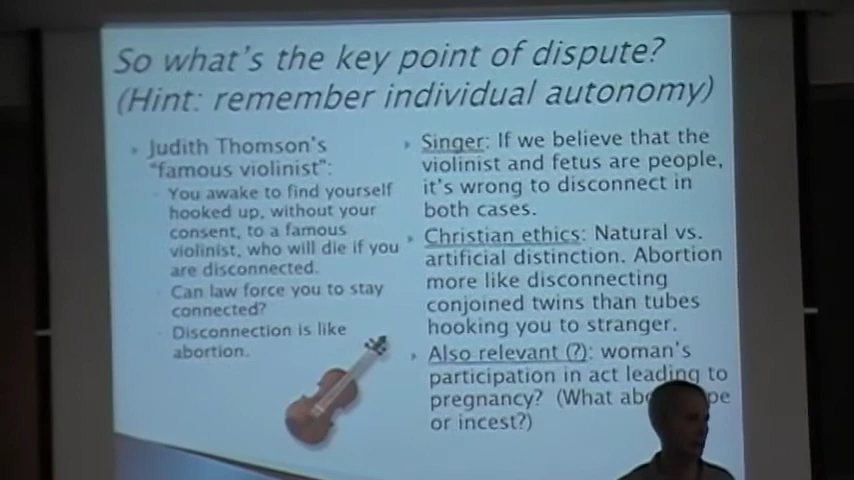 So what's the key point of dispute?
(Hint: remember individual autonomy)
Judith Thomson's
"famous violinist":
You awake to find yourself
hooked up, without your
consent, to a famous
violinist, who will die if you
are disconnected.
Can law force you to stay
connected?
Disconnection is like
abortion.
Singer: If we believe that the
violinist and fetus are people,
it's wrong to disconnect in
both cases.
Christian ethics: Natural vs.
artificial distinction. Abortion
more like disconnecting
conjoined twins than tubes
hooking you to stranger.
Also relevant (?): woman's
participation in act leading to
pregnancy? (What
or incest?)